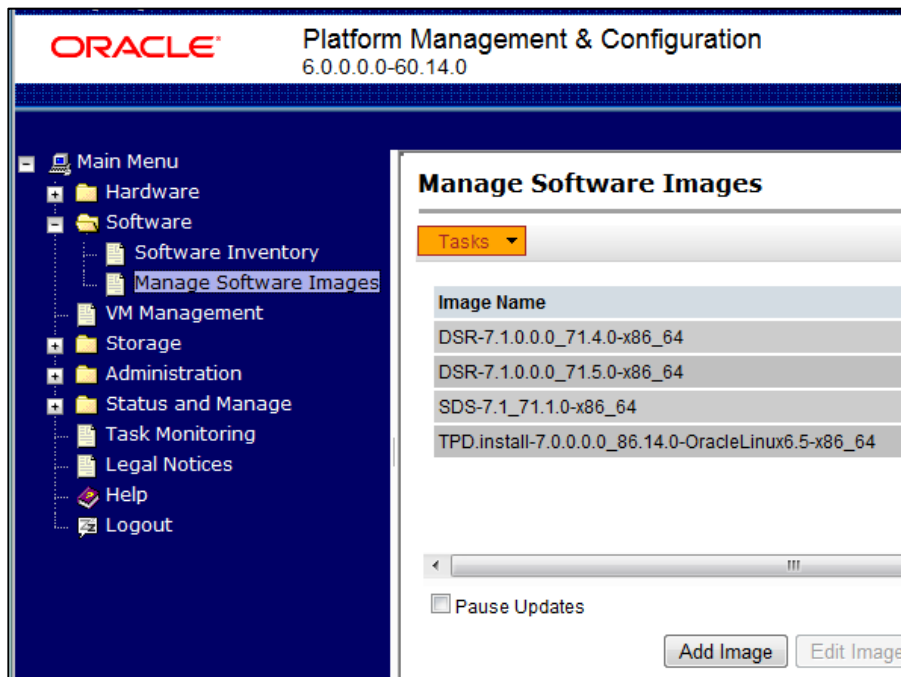 ORACLE®
Platform Management & Configuration
6.0.0.0.0-60.14.0
Main Menu
Hardware
Software
Software Inventory
Manage Software Images
VM Management
Storage
Administration
Status and Manage
Task Monitoring
Legal Notices
Help
Logout
Manage Software Images
Tasks
Image Name
DSR-7.1.0.0.0_71.4.0-x86_64
DSR-7.1.0.0.0_71.5.0-x86_64
SDS-7.1_71.1.0-x86_64
TPD.install-7.0.0.0.0_86.14.0-OracleLinux6.5-x86_64
Pause Updates
Add Image
Edit Image